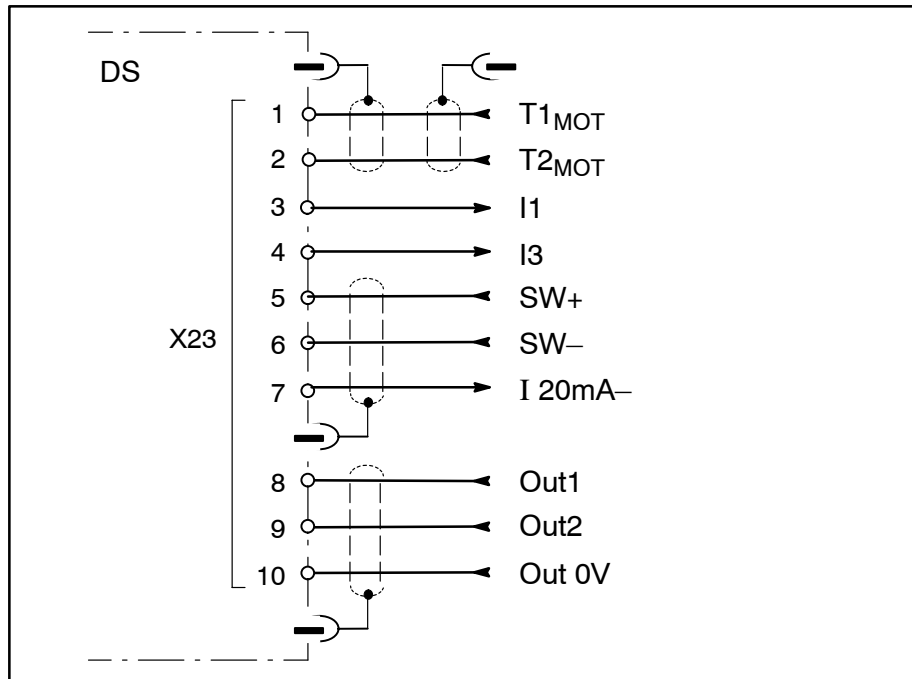 DS
1 T1MOT
2 T2MOT
3 I1
4 I3
5 SW+
X23
6 SW–
7 I 20mA–
8 Out1
9 Out2
10 Out 0V